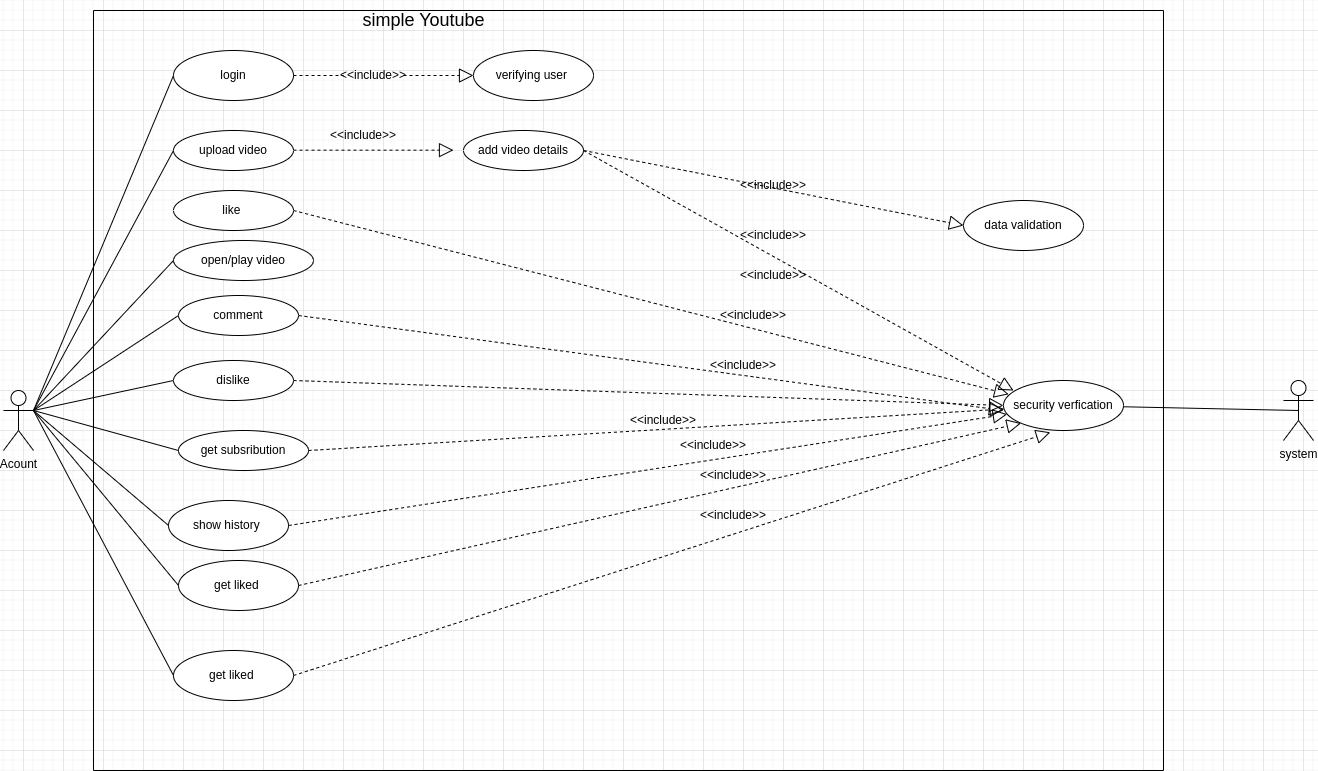 simple Youtube
login
<<include>>
verifying user
<<include>>
upload video
add video details
<<include>>
like
data validation
<<include>>
open/play video
<<include>>
comment
<<include>>
<<include>>
dislike
security verfication
<<include>>
get subsribution
<<include>>
system
Acount
<<include>>
<<include>>
show history
get liked
get liked